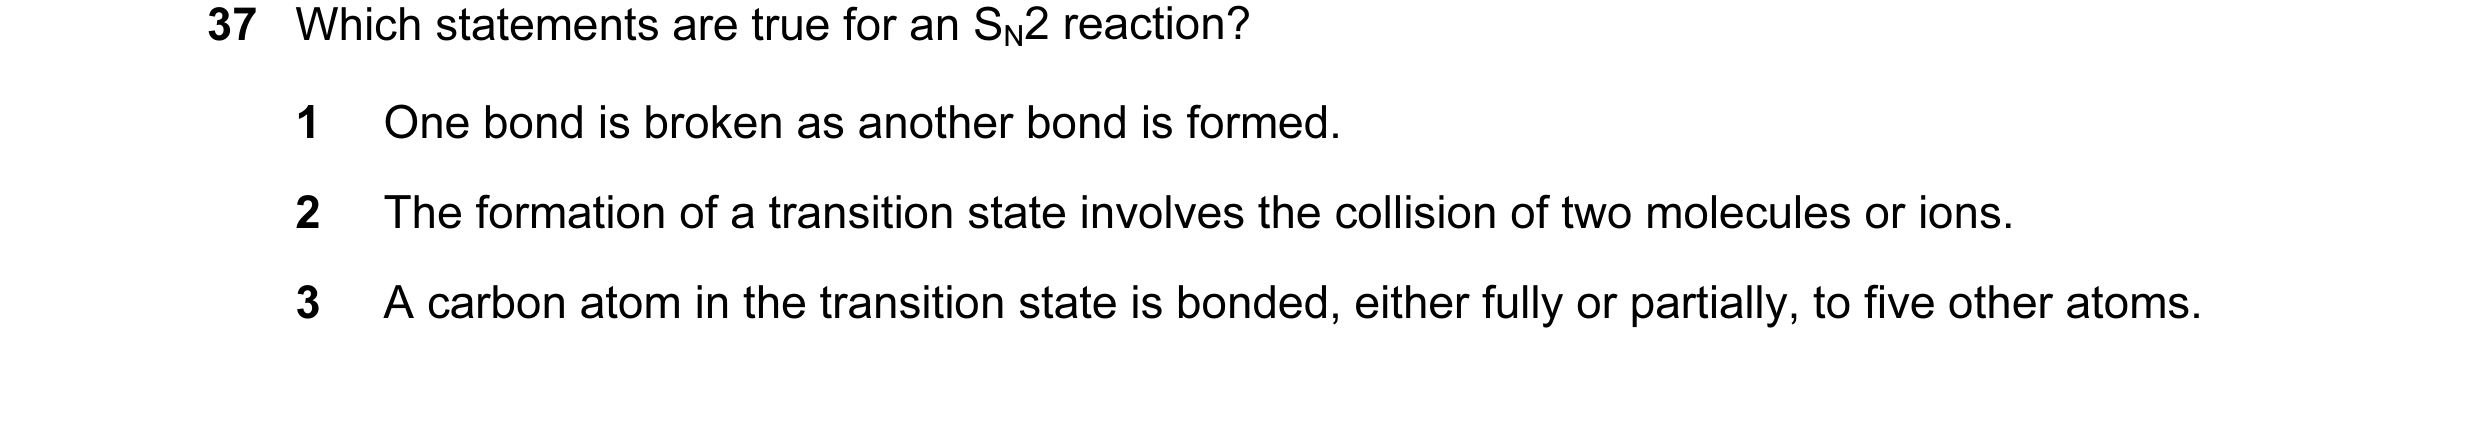 37 Which statements are true for an SN2 reaction?
1 One bond is broken as another bond is formed.
2 The formation of a transition state involves the collision of two molecules or ions.
3 A carbon atom in the transition state is bonded, either fully or partially, to five other atoms.